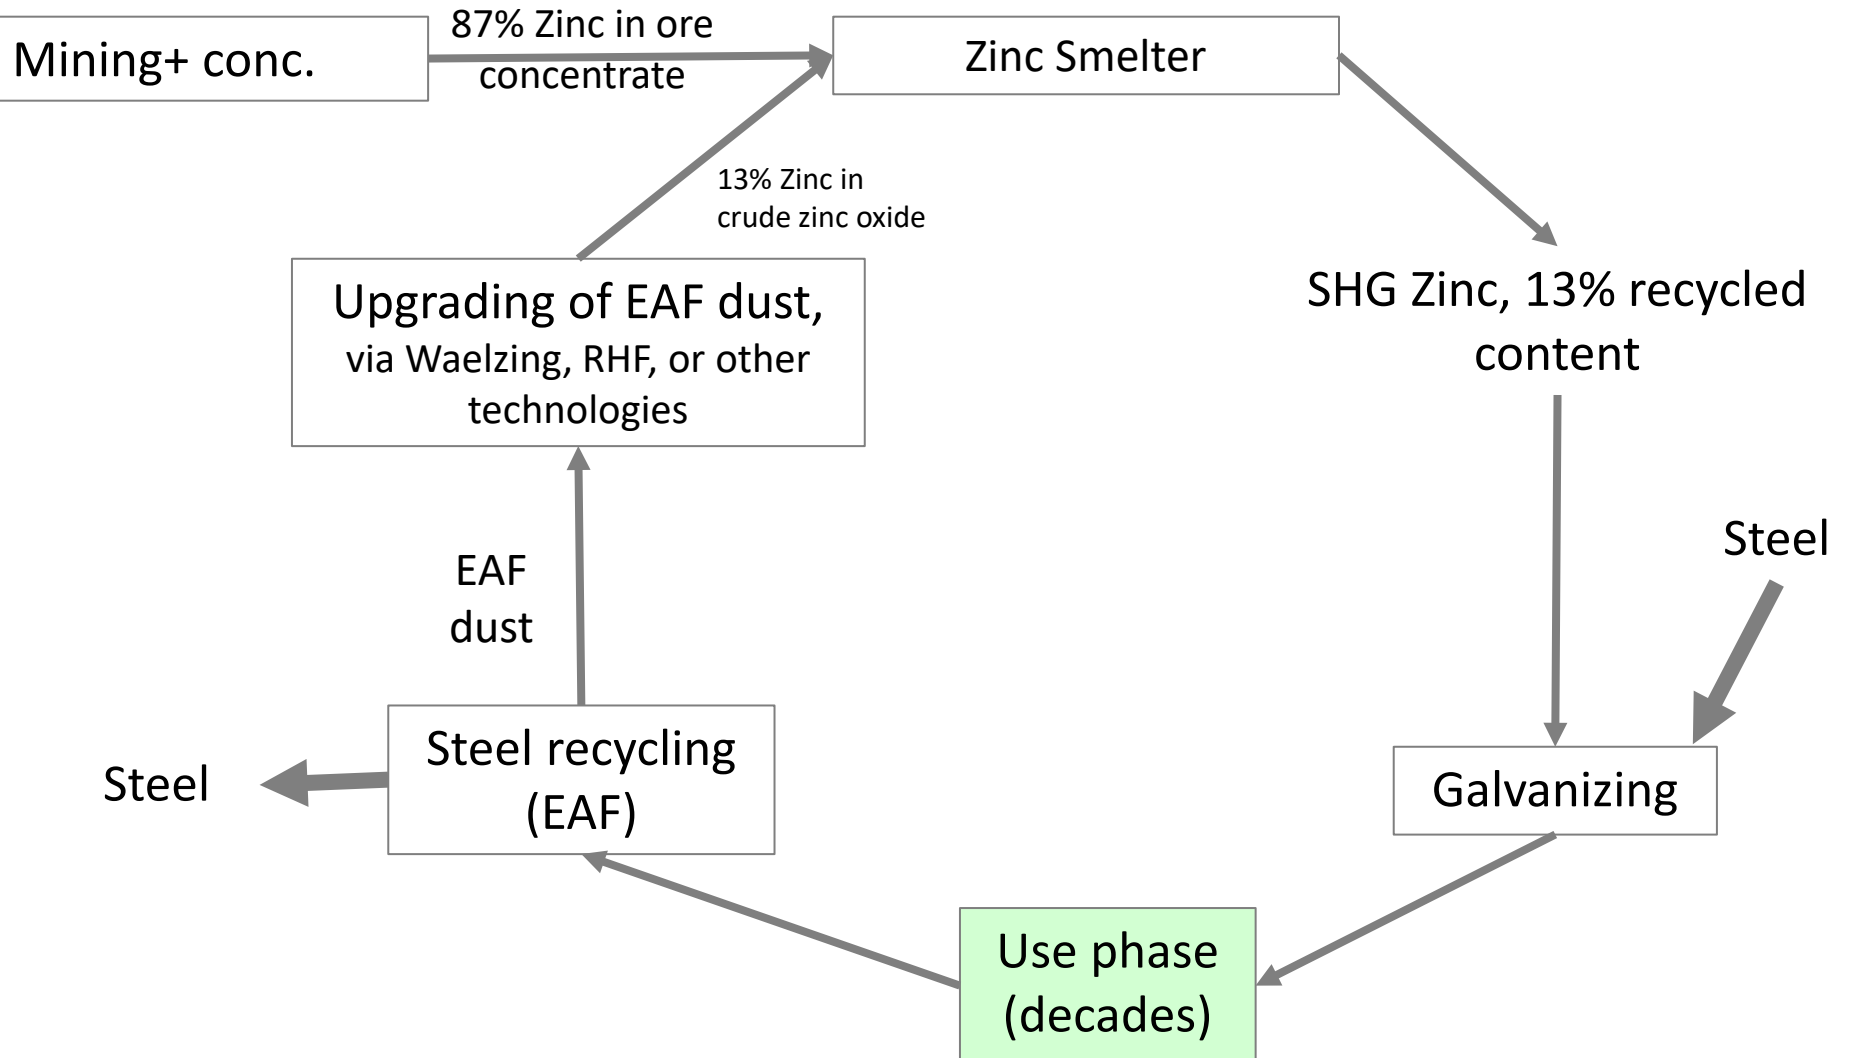 Mining+ conc.
87% Zinc in ore
concentrate
Zinc Smelter
13% Zinc in
crude zinc oxide
Upgrading of EAF dust,
via Waelzing, RHF, or other
technologies
SHG Zinc, 13% recycled
content
EAF
dust
Steel
Steel recycling
(EAF)
Steel
Galvanizing
Use phase
(decades)